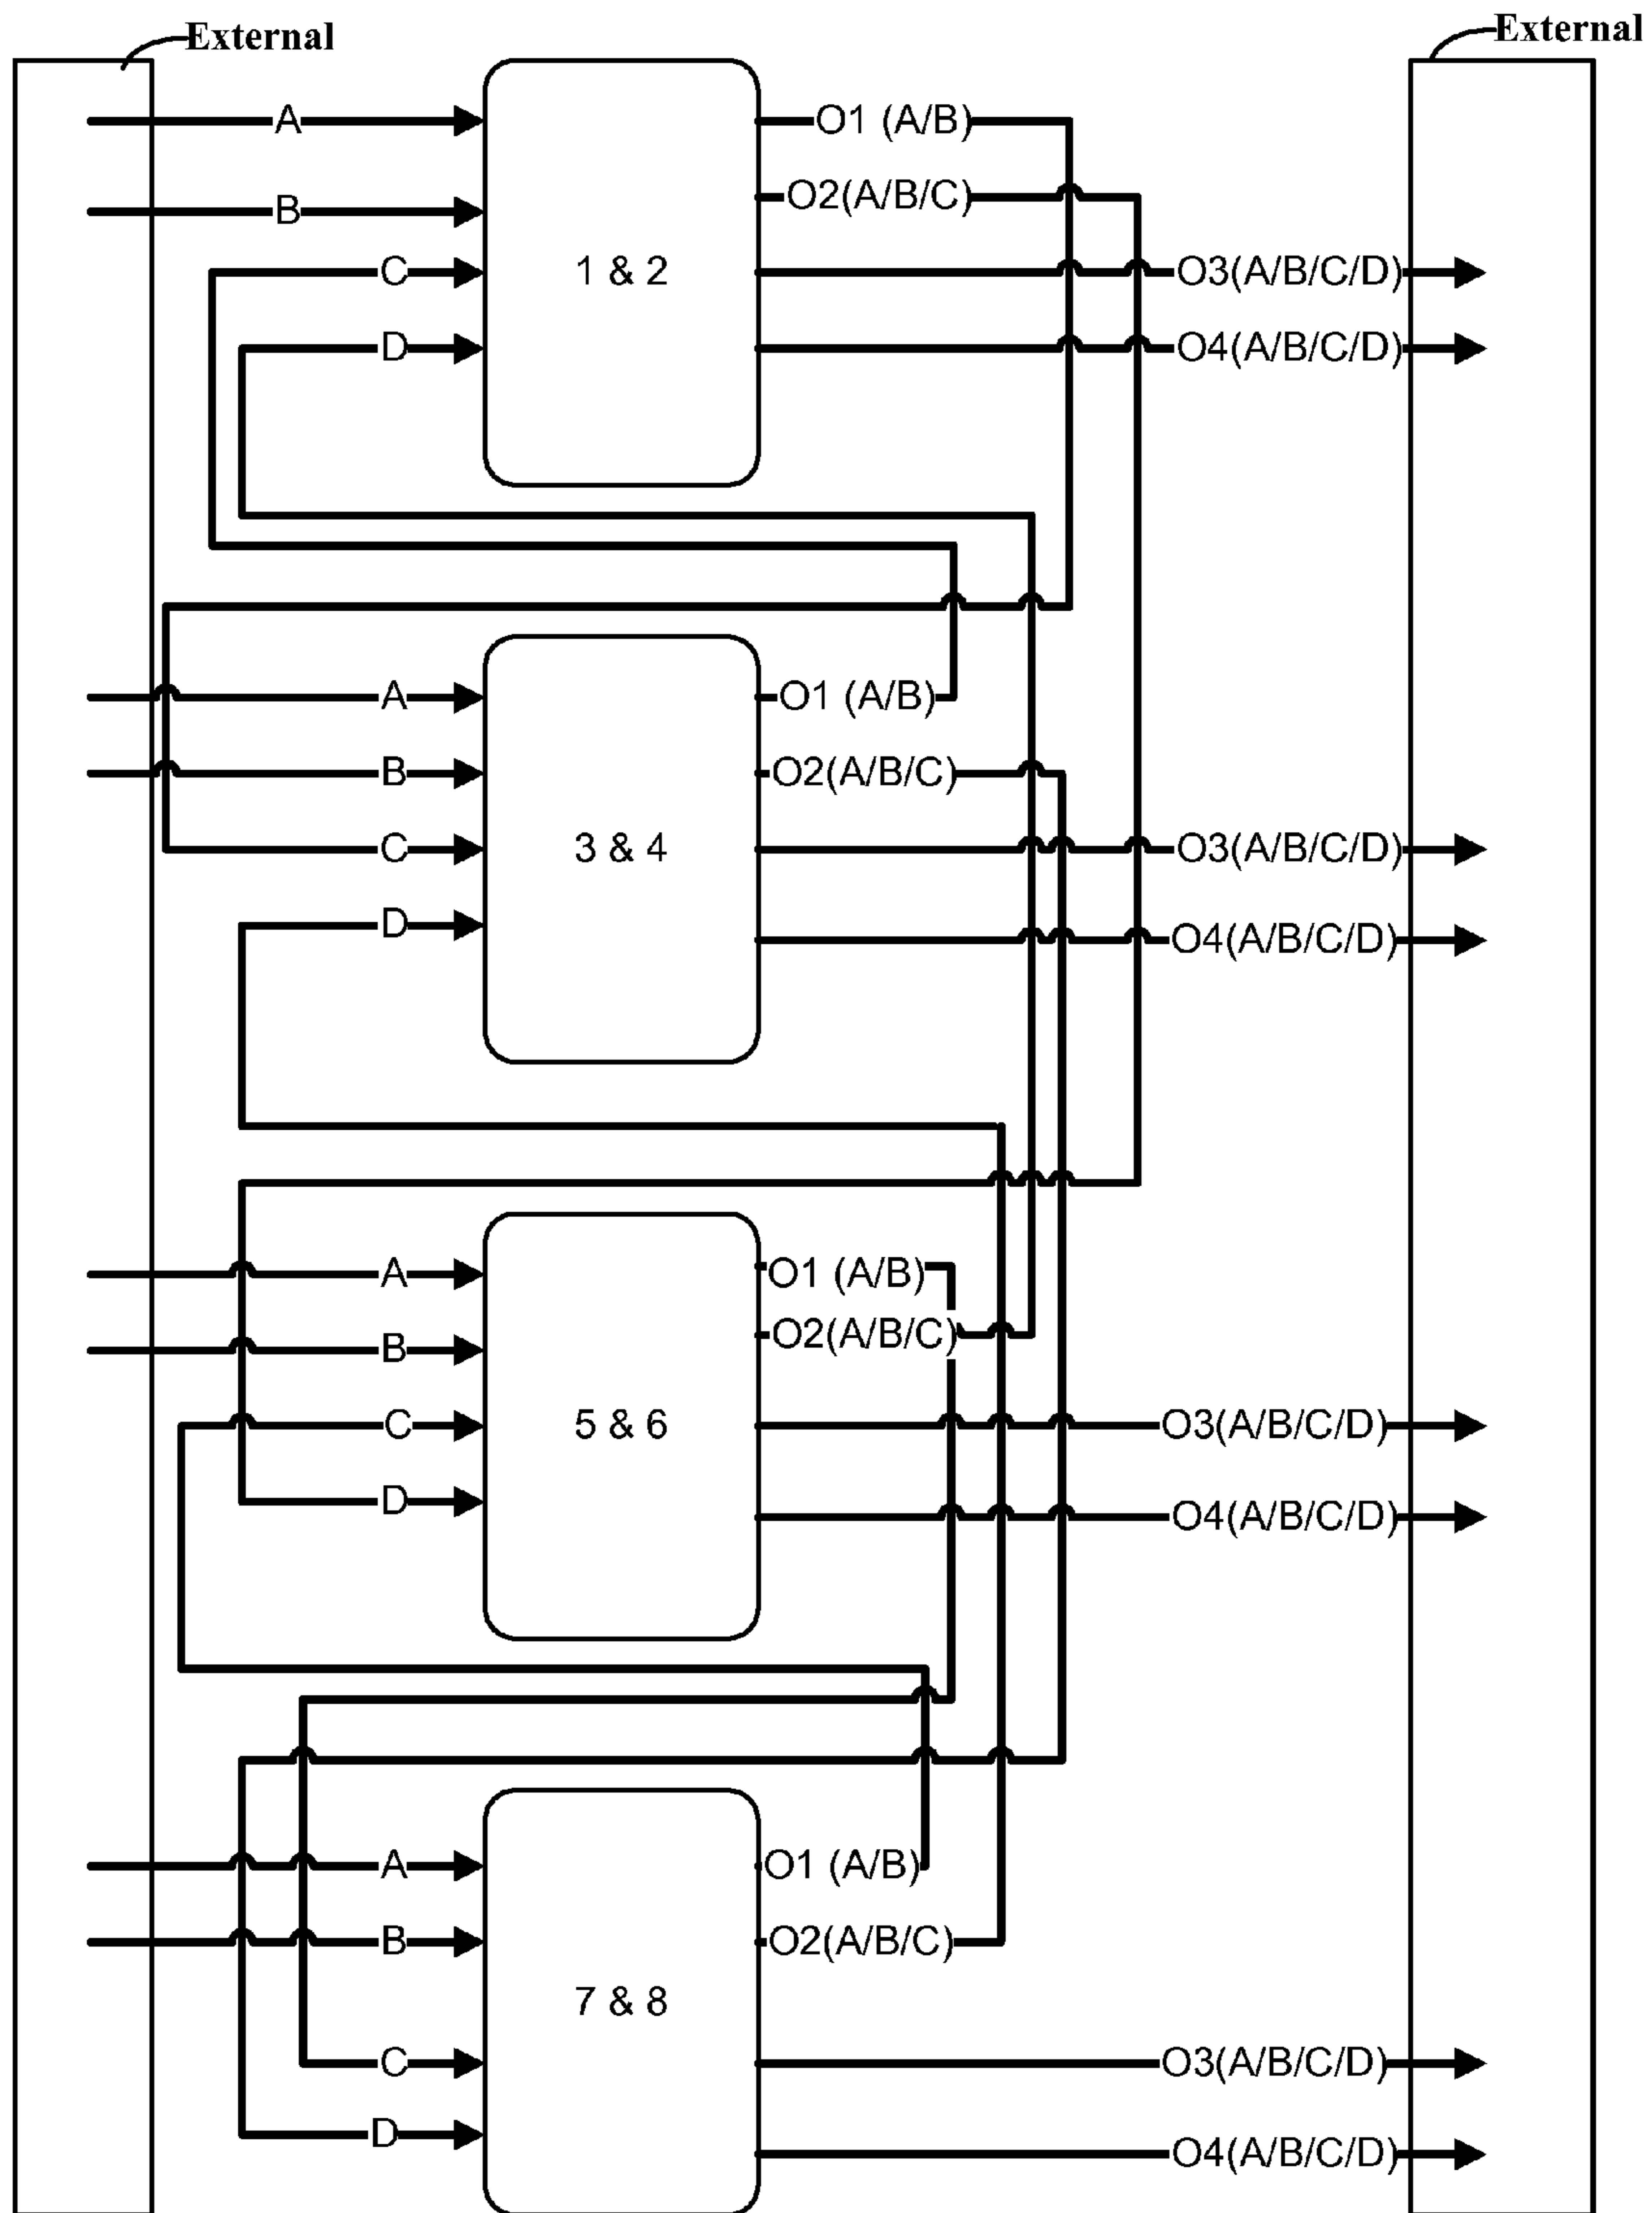 External
External
A
O1 (A/B)
B
O2(A/B/C)
C
1 & 2
O3(A/B/C/D)
D
O4(A/B/C/D)
A
O1 (A/B)
B
O2(A/B/C)
C
3 & 4
O3(A/B/C/D)
D
O4(A/B/C/D)
A
O1 (A/B)
B
O2(A/B/C)
C
5 & 6
O3(A/B/C/D)
D
O4(A/B/C/D)
A
O1 (A/B)
B
O2(A/B/C)
7 & 8
C
O3(A/B/C/D)
D
O4(A/B/C/D)